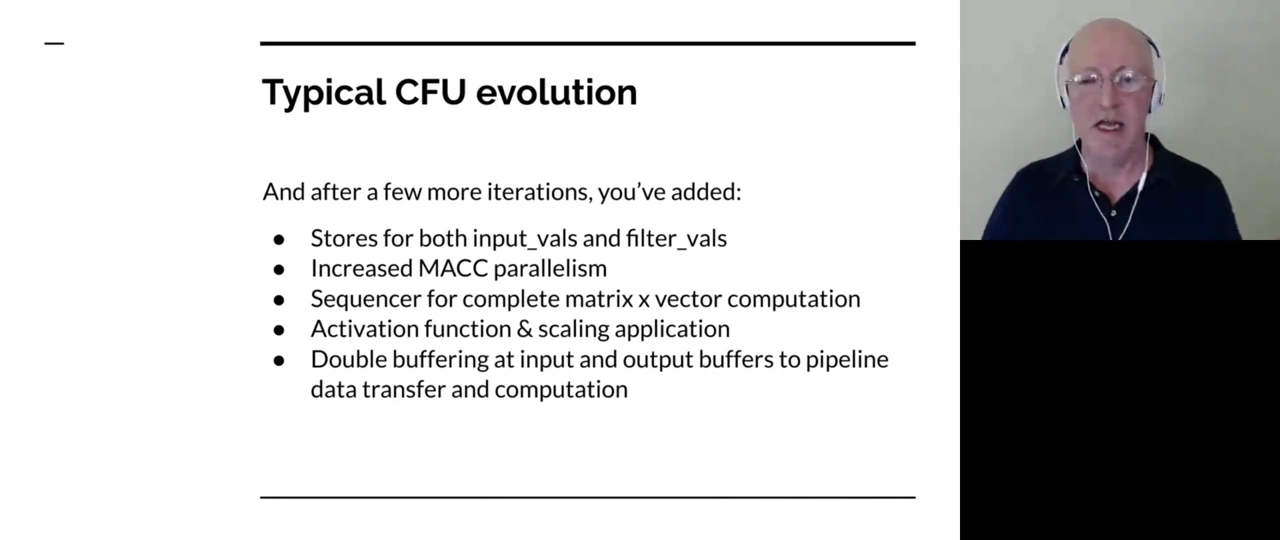 Typical CFU evolution
And after a few more iterations, you’ve added:
● Stores for both input_vals and filter_vals
● Increased MACC parallelism
● Sequencer for complete matrix x vector computation
● Activation function & scaling application
● Double buffering at input and output buffers to pipeline
data transfer and computation